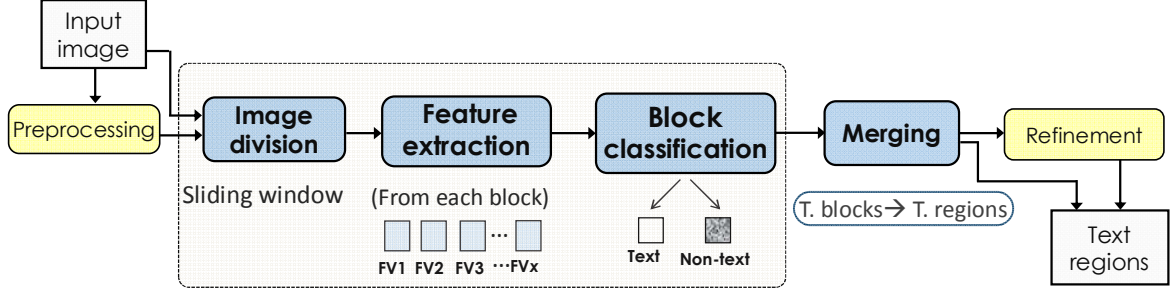 Input
image
Preprocessing
Image
division
Sliding window
Feature
extraction
(From each block)
FV1 FV2 FV3 ...FVx
...
Block
classification
Text Non-text
Merging
T. blocks→ T. regions
Refinement
Text
regions